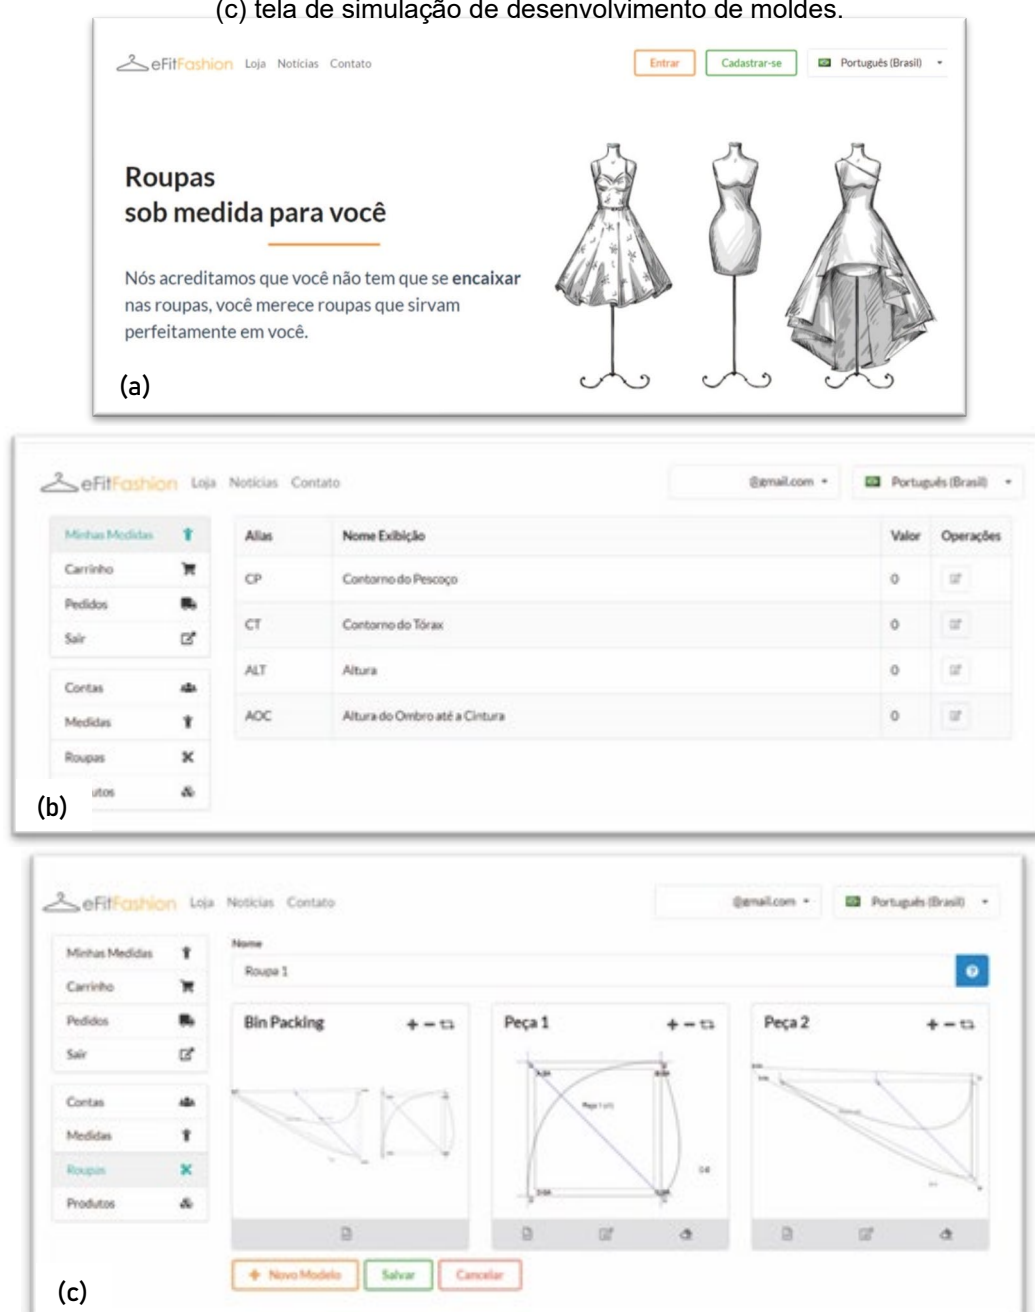 (c) tela de simulação de desenvolvimento de moldes.
eFitFashion Loja Notícias Contato Entrar Cadastrar-se Português (Brasil)
Roupas
sob medida para você
Nós acreditamos que você não tem que se encaixar
nas roupas, você merece roupas que sirvam
perfeitamente em você.
(a)
eFitFashion Loja Notícias Contato @gmail.com Português (Brasil)
Minhas Medidas
Carrinho
Pedidos
Sair
Contas
Medidas
Roupas
utos
Alias Nome Exibição Valor Operações
CP Contorno do Pescoço 0
CT Contorno do Tórax 0
ALT Altura 0
AOC Altura do Ombro até a Cintura 0
(b)
eFitFashion Loja Notícias Contato @gmail.com Português (Brasil)
Minhas Medidas
Carrinho
Pedidos
Sair
Contas
Medidas
Roupas
Produtos
Nome
Roupa 1
Bin Packing
Peça 1
Peça 2
Novo Modelo Salvar Cancelar
(c)